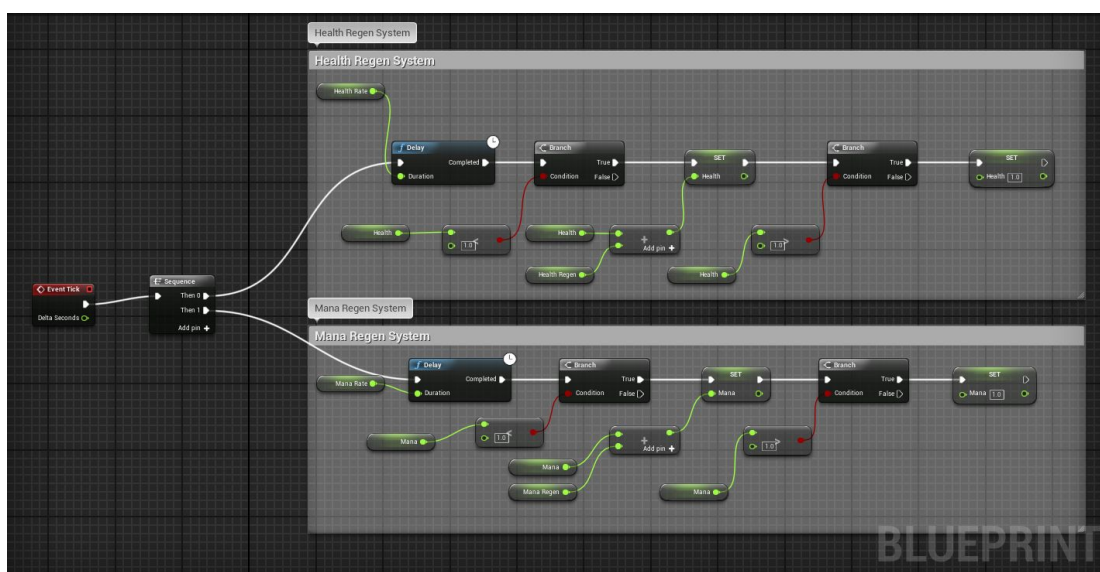 Health Regen System
Health Regen System
Health Rate
Delay
Completed
Duration
Branch
True
Condition
False
SET
Health
Branch
True
Condition
False
SET
Health 1.0
Health
1.0
<
Health
+
Add pin +
Health Regen
Health
1.0
>
Event Tick
Delta Seconds
Sequence
Then 0
Then 1
Add pin +
Mana Regen System
Mana Regen System
Mana Rate
Delay
Completed
Duration
Branch
True
Condition
False
SET
Mana
Branch
True
Condition
False
SET
Mana 1.0
Mana
1.0
<
Mana
+
Add pin +
Mana Regen
Mana
1.0
>
BLUEPRINT